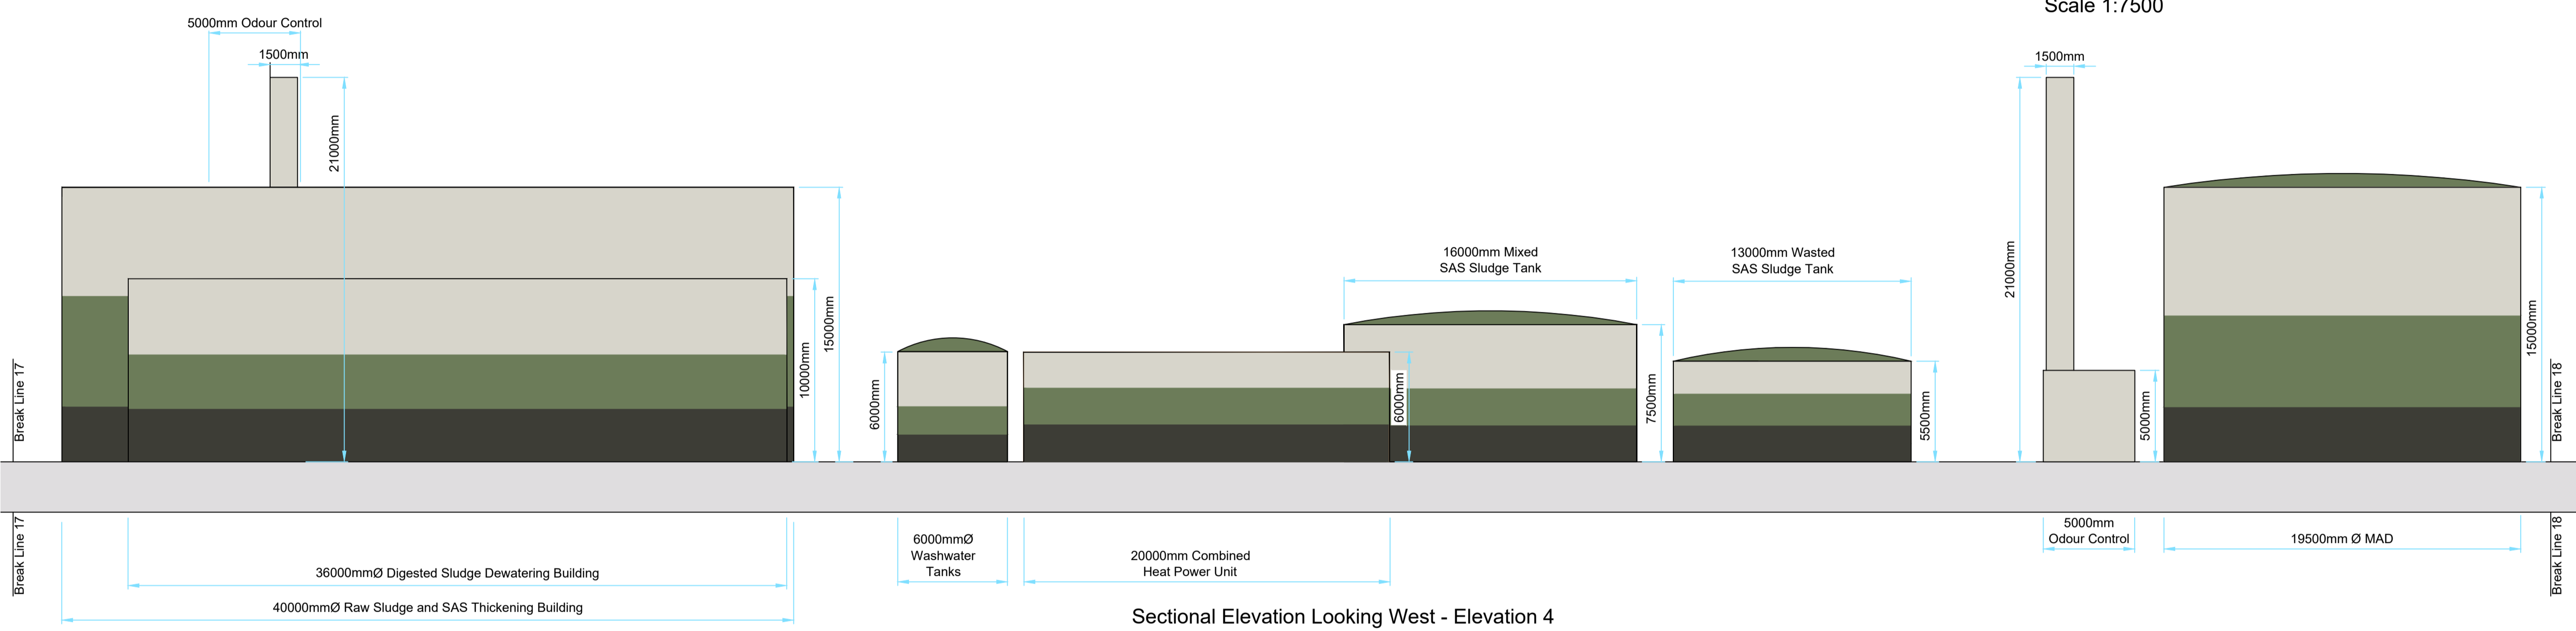 Scale 1:7500
5000mm Odour Control
1500mm
21000mm
15000mm
10000mm
Break Line 17
6000mm
16000mm Mixed
SAS Sludge Tank
6000mm
7500mm
13000mm Wasted
SAS Sludge Tank
5500mm
1500mm
21000mm
5000mm
15000mm
Break Line 18
Break Line 17
36000mmØ Digested Sludge Dewatering Building
40000mmØ Raw Sludge and SAS Thickening Building
6000mmØ
Washwater
Tanks
20000mm Combined
Heat Power Unit
5000mm
Odour Control
19500mm Ø MAD
Break Line 18
Sectional Elevation Looking West - Elevation 4